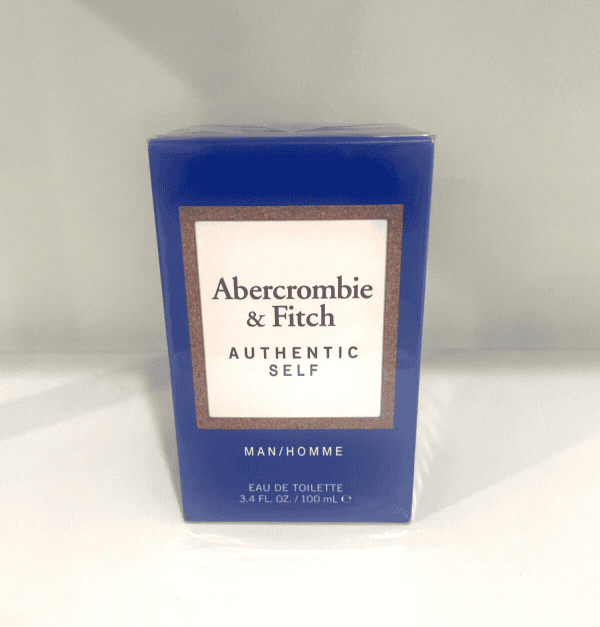 Abercrombie
& Fitch
AUTHENTIC
SELF
MAN/HOMME
EAU DE TOILETTE
3.4 FL. OZ. / 100 mL ℮